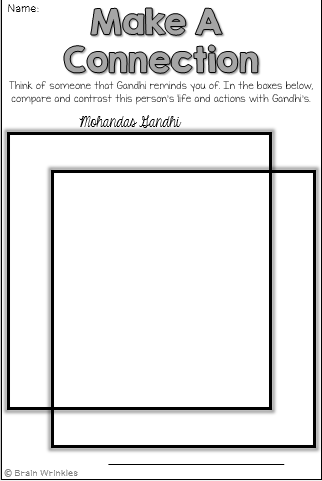 Name:
Make A
Connection
Think of someone that Gandhi reminds you of. In the boxes below,
compare and contrast this person's life and actions with Gandhi's.
Mohandas Gandhi
© Brain Wrinkles